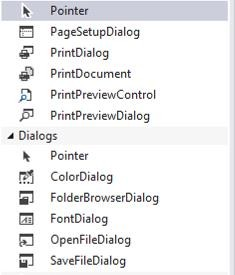 Pointer
PageSetupDialog
PrintDialog
PrintDocument
PrintPreviewControl
PrintPreviewDialog
Dialogs
Pointer
ColorDialog
FolderBrowserDialog
FontDialog
OpenFileDialog
SaveFileDialog